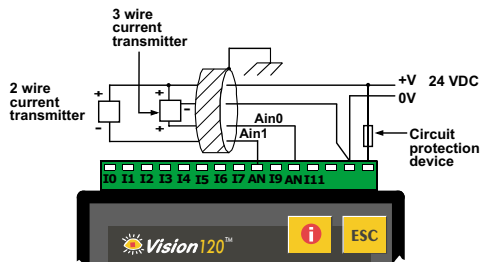 3 wire
current
transmitter
2 wire
current
transmitter
+
-
+
-
+
Ain0
Ain1
+V 24 VDC
0V
Circuit
protection
device
I0 I1 I2 I3 I4 I5 I6 I7 AN I9 AN I11
Vision120™
i
ESC